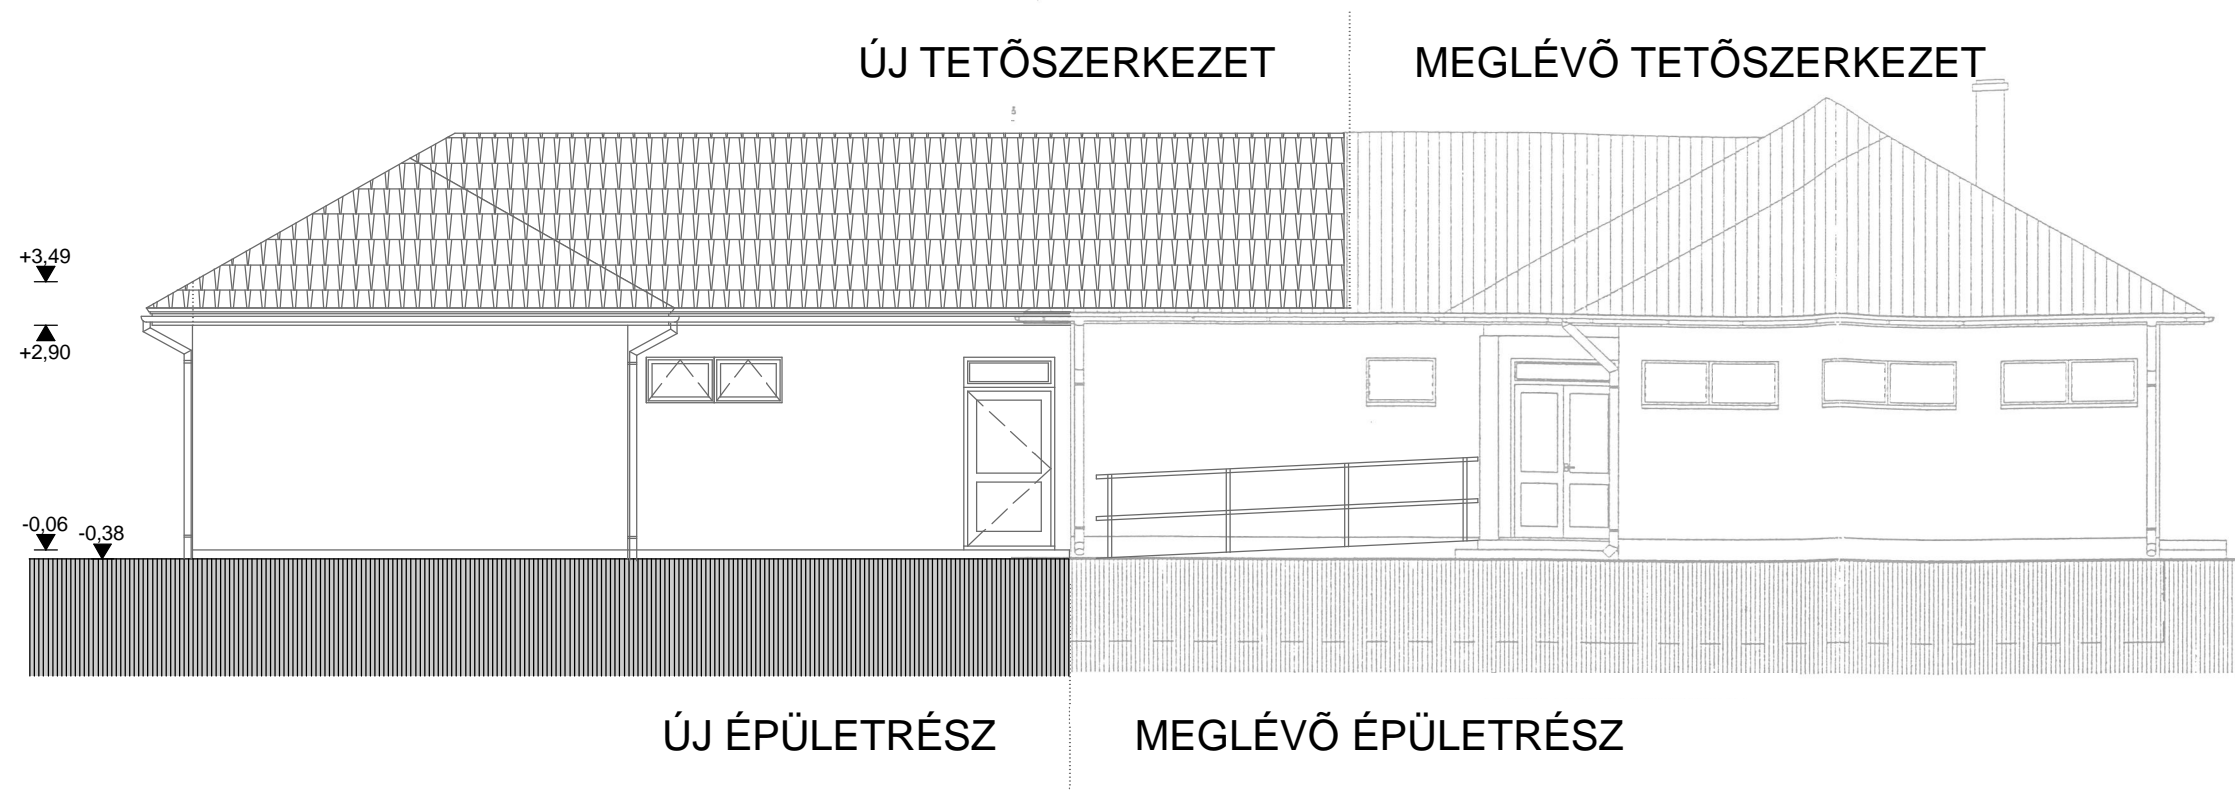 ÚJ TETÕSZERKEZET
MEGLÉVÕ TETÕSZERKEZET
+3,49
+2,90
-0,06
-0,38
ÚJ ÉPÜLETRÉSZ
MEGLÉVÕ ÉPÜLETRÉSZ